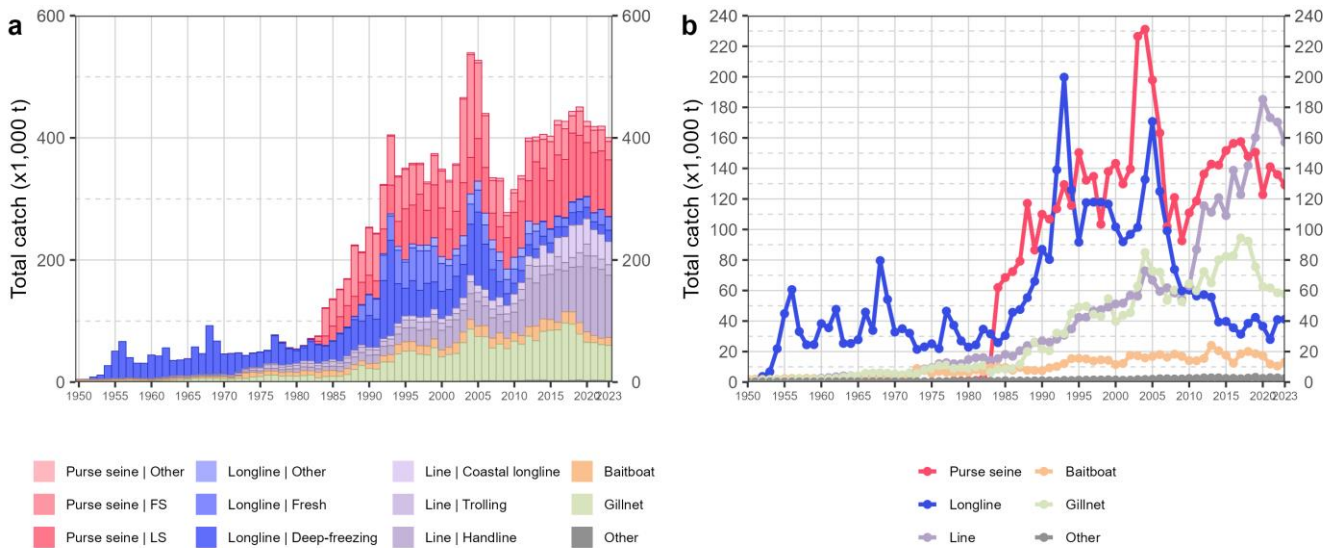 a
Total catch (x1,000 t)
600
400
200
0
600
400
200
0
1950 1955 1960 1965 1970 1975 1980 1985 1990 1995 2000 2005 2010 2015 2020 2023
Purse seine | Other
Purse seine | FS
Purse seine | LS
Longline | Other
Longline | Fresh
Longline | Deep-freezing
Line | Coastal longline
Line | Trolling
Line | Handline
Baitboat
Gillnet
Other
b
Total catch (x1,000 t)
240
220
200
180
160
140
120
100
80
60
40
20
0
240
220
200
180
160
140
120
100
80
60
40
20
0
1950 1955 1960 1965 1970 1975 1980 1985 1990 1995 2000 2005 2010 2015 2020 2023
Purse seine
Longline
Line
Baitboat
Gillnet
Other